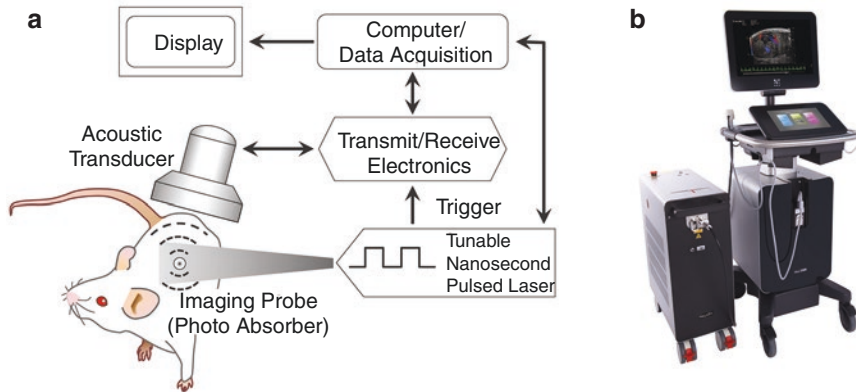 a
Display
Computer/
Data Acquisition
Acoustic
Transducer
Transmit/Receive
Electronics
Trigger
Tunable
Nanosecond
Pulsed Laser
Imaging Probe
(Photo Absorber)
b